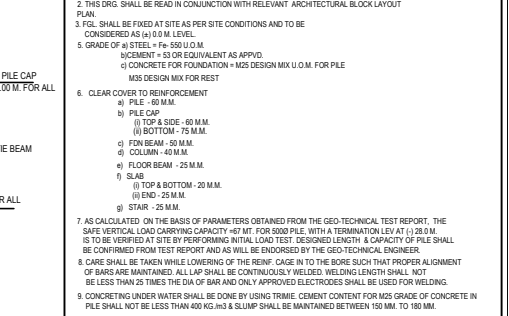 2. THIS DRG. SHALL BE READ IN CONJUNCTION WITH RELEVANT ARCHITECTURAL BLOCK LAYOUT
PLAN.
3. FGL. SHALL BE FIXED AT SITE AS PER SITE CONDITIONS AND TO BE
CONSIDERED AS (±) 0.0 M. LEVEL.
5. GRADE OF a) STEEL = Fe- 550 U.O.M.
b)CEMENT = 53 OR EQUIVALENT AS APPVD.
c) CONCRETE FOR FOUNDATION = M25 DESIGN MIX U.O.M. FOR PILE
M35 DESIGN MIX FOR REST
PILE CAP
.00 M. FOR ALL
6. CLEAR COVER TO REINFORCEMENT
a) PILE - 60 M.M.
b) PILE CAP
(i) TOP & SIDE - 60 M.M.
(ii) BOTTOM - 75 M.M.
c) FDN BEAM - 50 M.M.
IE BEAM
d) COLUMN - 40 M.M.
e) FLOOR BEAM - 25 M.M.
f) SLAB
(i) TOP & BOTTOM - 20 M.M.
(ii) END - 25 M.M.
R ALL
g) STAIR - 25 M.M.
7. AS CALCULATED ON THE BASIS OF PARAMETERS OBTAINED FROM THE GEO-TECHNICAL TEST REPORT, THE
SAFE VERTICAL LOAD CARRYING CAPACITY =67 MT. FOR 500Ø PILE, WITH A TERMINATION LEV AT (-) 28.0 M.
IS TO BE VERIFIED AT SITE BY PERFORMING INITIAL LOAD TEST. DESIGNED LENGTH & CAPACITY OF PILE SHALL
BE CONFIRMED FROM TEST REPORT AND AS WILL BE ENDORSED BY THE GEOL-TECHNICAL ENGINEER.
8. CARE SHALL BE TAKEN WHILE LOWERING OF THE REINF. CAGE IN TO THE BORE SUCH THAT PROPER ALIGNMENT
OF BARS ARE MAINTAINED. ALL LAP SHALL BE CONTINUOUSLY WELDED. WELDING LENGTH SHALL NOT
BE LESS THAN 25 TIMES THE DIA OF BAR AND ONLY APPROVED ELECTRODES SHALL BE USED FOR WELDING.
9. CONCRETING UNDER WATER SHALL BE DONE BY USING TRIMIE. CEMENT CONTENT FOR M25 GRADE OF CONCRETE IN
PILE SHALL NOT BE LESS THAN 400 KG./m3 & SLUMP SHALL BE MAINTAINED BETWEEN 150 MM. TO 180 MM.